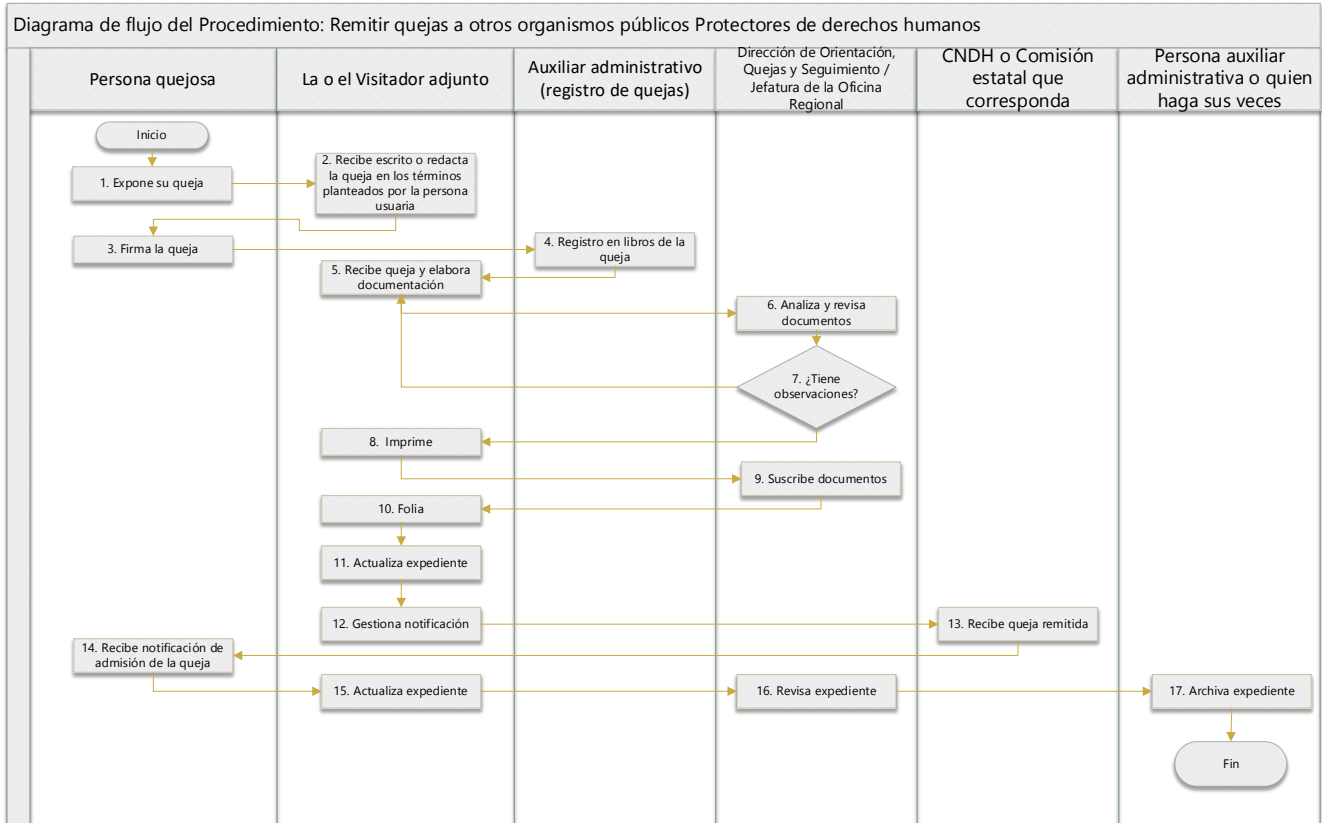 Diagrama de flujo del Procedimiento: Remitir quejas a otros organismos públicos Protectores de derechos humanos
Persona quejosa
La o el Visitador adjunto
Auxiliar administrativo
(registro de quejas)
Dirección de Orientación,
Quejas y Seguimiento /
Jefatura de la Oficina
Regional
CNDH o Comisión
estatal que
corresponda
Persona auxiliar
administrativa o quien
haga sus veces
Inicio
1. Expone su queja
2. Recibe escrito o redacta
la queja en los términos
planteados por la persona
usuaria
3. Firma la queja
4. Registro en libros de la
queja
5. Recibe queja y elabora
documentación
6. Analiza y revisa
documentos
7. ¿Tiene
observaciones?
8. Imprime
9. Suscribe documentos
10. Folia
11. Actualiza expediente
12. Gestiona notificación
13. Recibe queja remitida
14. Recibe notificación de
admisión de la queja
15. Actualiza expediente
16. Revisa expediente
17. Archiva expediente
Fin